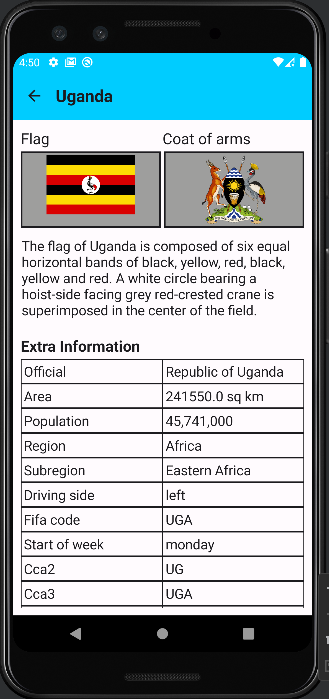 4:50
Uganda
Flag Coat of arms
The flag of Uganda is composed of six equal
horizontal bands of black, yellow, red, black,
yellow and red. A white circle bearing a
hoist-side facing grey red-crested crane is
superimposed in the center of the field.
Extra Information
Official Republic of Uganda
Area 241550.0 sq km
Population 45,741,000
Region Africa
Subregion Eastern Africa
Driving side left
Fifa code UGA
Start of week monday
Cca2 UG
Cca3 UGA